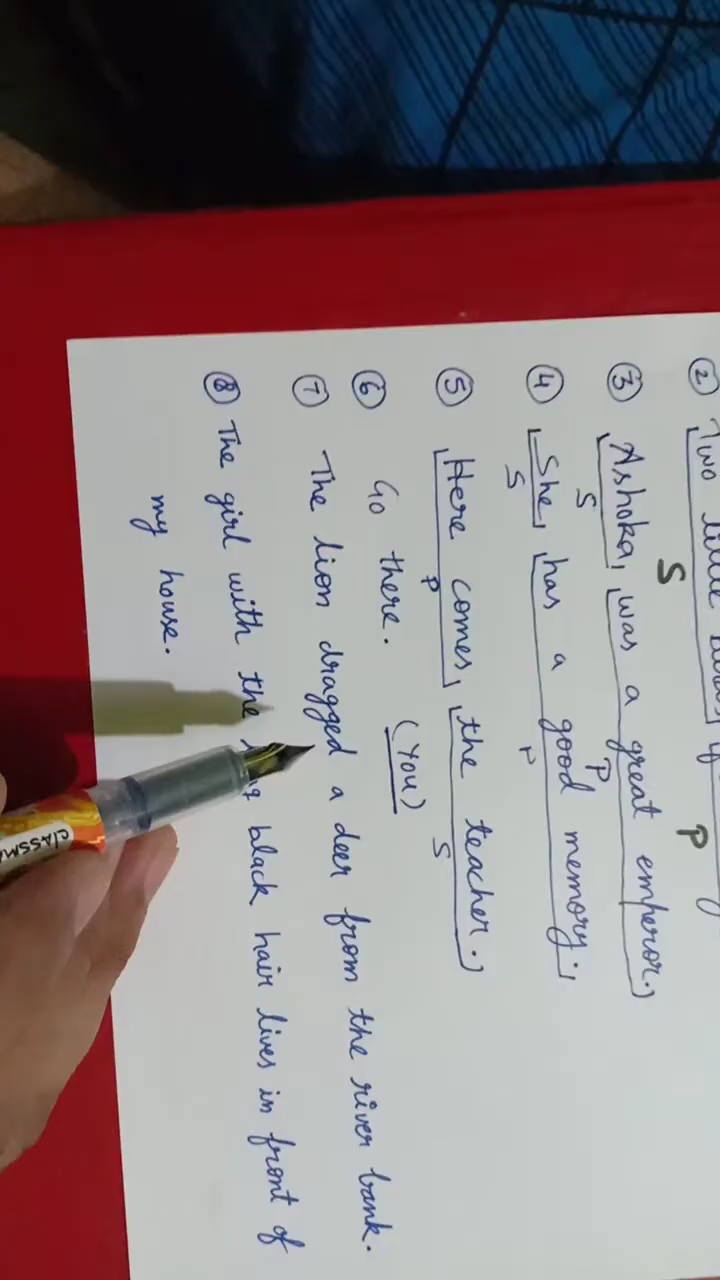 ② Two little
S P
③ Ashoka, was a great emperor.
S P
④ She, has a good memory.
S P
⑤ Here comes, the teacher.
P S
⑥ Go there. (You)
⑦ The lion dragged a deer from the river bank.
⑧ The girl with the black hair lives in front of
my house.